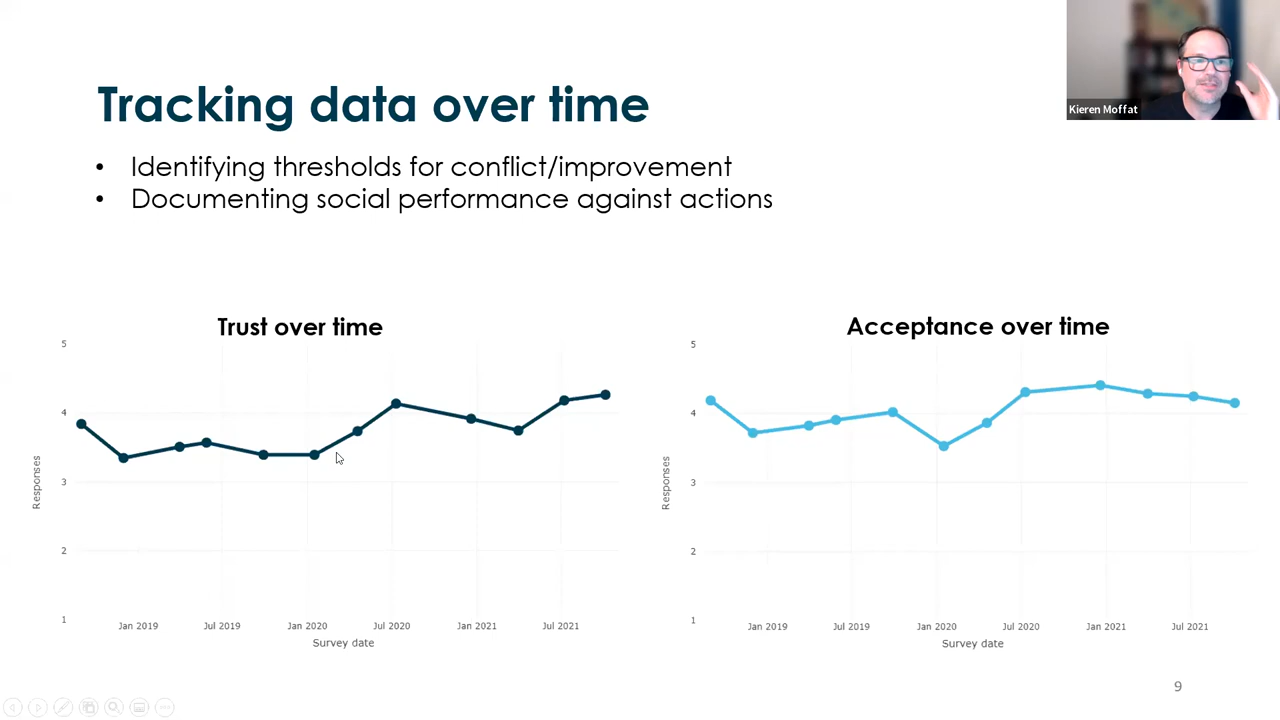 Tracking data over time
• Identifying thresholds for conflict/improvement
• Documenting social performance against actions
Kieren Moffat
Trust over time
5
4
3
2
1
Responses
Jan 2019 Jul 2019 Jan 2020 Jul 2020 Jan 2021 Jul 2021
Survey date
Acceptance over time
5
4
3
2
1
Responses
Jan 2019 Jul 2019 Jan 2020 Jul 2020 Jan 2021 Jul 2021
Survey date
9